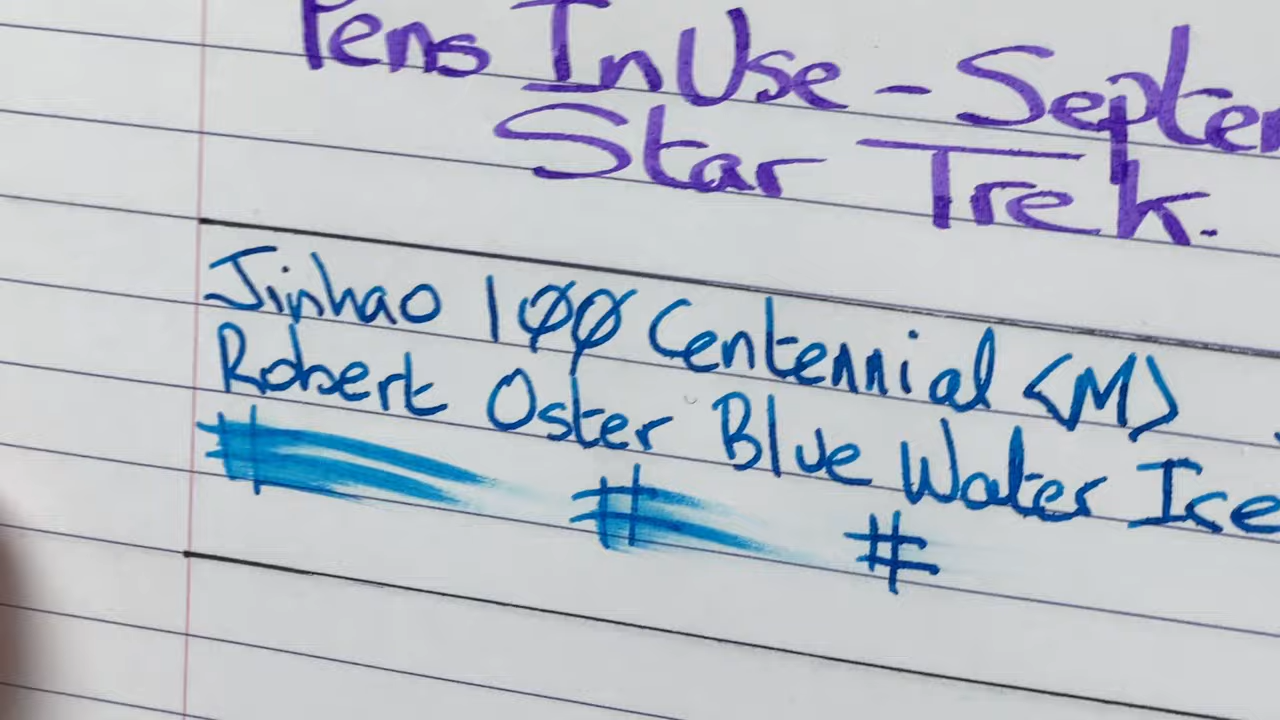 Pens In Use - Septem
Star Trek.
Jinhao 100 Centennial <M>
Robert Oster Blue Water Ice
# # #